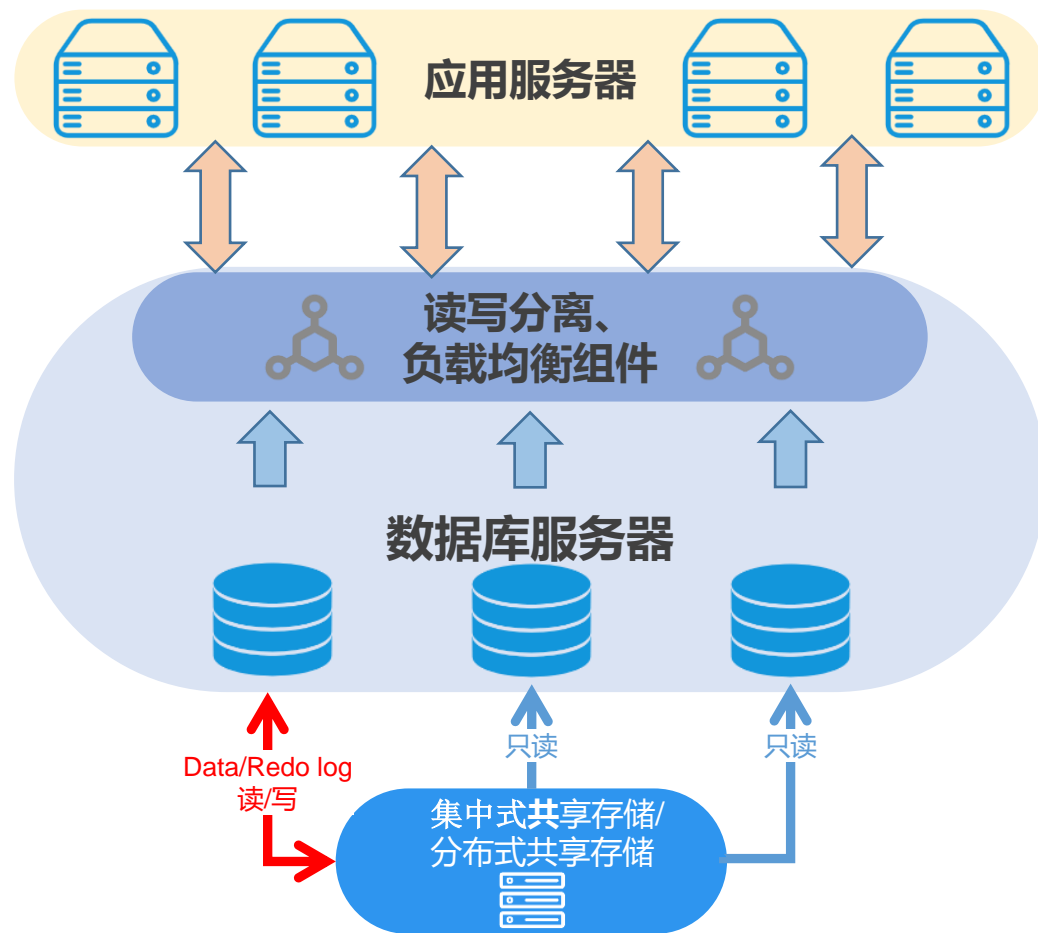 应用服务器
读写分离、
负载均衡组件
数据库服务器
只读
只读
Data/Redo log
读/写
集中式共享存储/
分布式共享存储